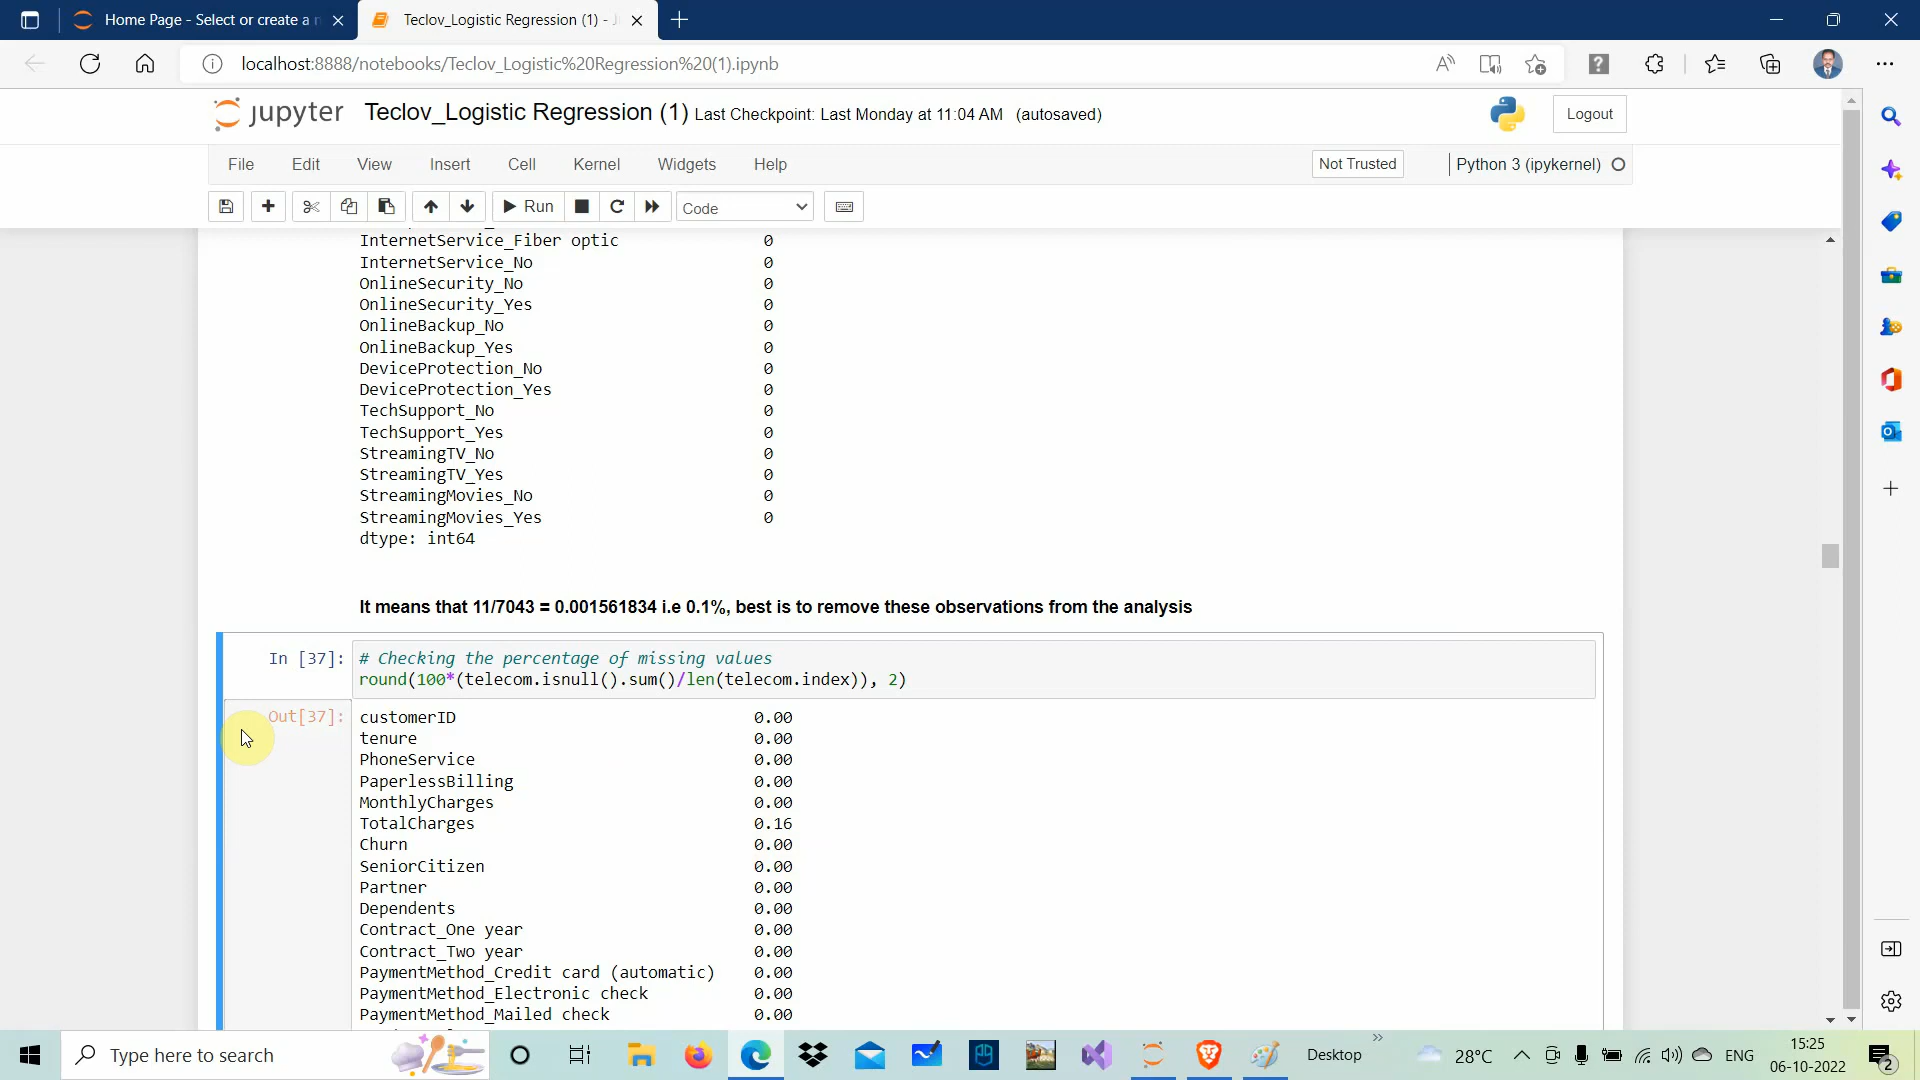 Home Page - Select or create a n
Teclov_Logistic Regression (1) - J
localhost:8888/notebooks/Teclov_Logistic%20Regression%20(1).ipynb
jupyter Teclov_Logistic Regression (1) Last Checkpoint: Last Monday at 11:04 AM (autosaved)
Logout
File Edit View Insert Cell Kernel Widgets Help
Not Trusted
Python 3 (ipykernel)
Run
Code
InternetService_Fiber optic 0
InternetService_No 0
OnlineSecurity_No 0
OnlineSecurity_Yes 0
OnlineBackup_No 0
OnlineBackup_Yes 0
DeviceProtection_No 0
DeviceProtection_Yes 0
TechSupport_No 0
TechSupport_Yes 0
StreamingTV_No 0
StreamingTV_Yes 0
StreamingMovies_No 0
StreamingMovies_Yes 0
dtype: int64
It means that 11/7043 = 0.001561834 i.e 0.1%, best is to remove these observations from the analysis
In [37]: # Checking the percentage of missing values
round(100*(telecom.isnull().sum()/len(telecom.index)), 2)
Out[37]: customerID 0.00
tenure 0.00
PhoneService 0.00
PaperlessBilling 0.00
MonthlyCharges 0.00
TotalCharges 0.16
Churn 0.00
SeniorCitizen 0.00
Partner 0.00
Dependents 0.00
Contract_One year 0.00
Contract_Two year 0.00
PaymentMethod_Credit card (automatic) 0.00
PaymentMethod_Electronic check 0.00
PaymentMethod_Mailed check 0.00
Type here to search
Desktop
28°C
ENG
15:25
06-10-2022
2